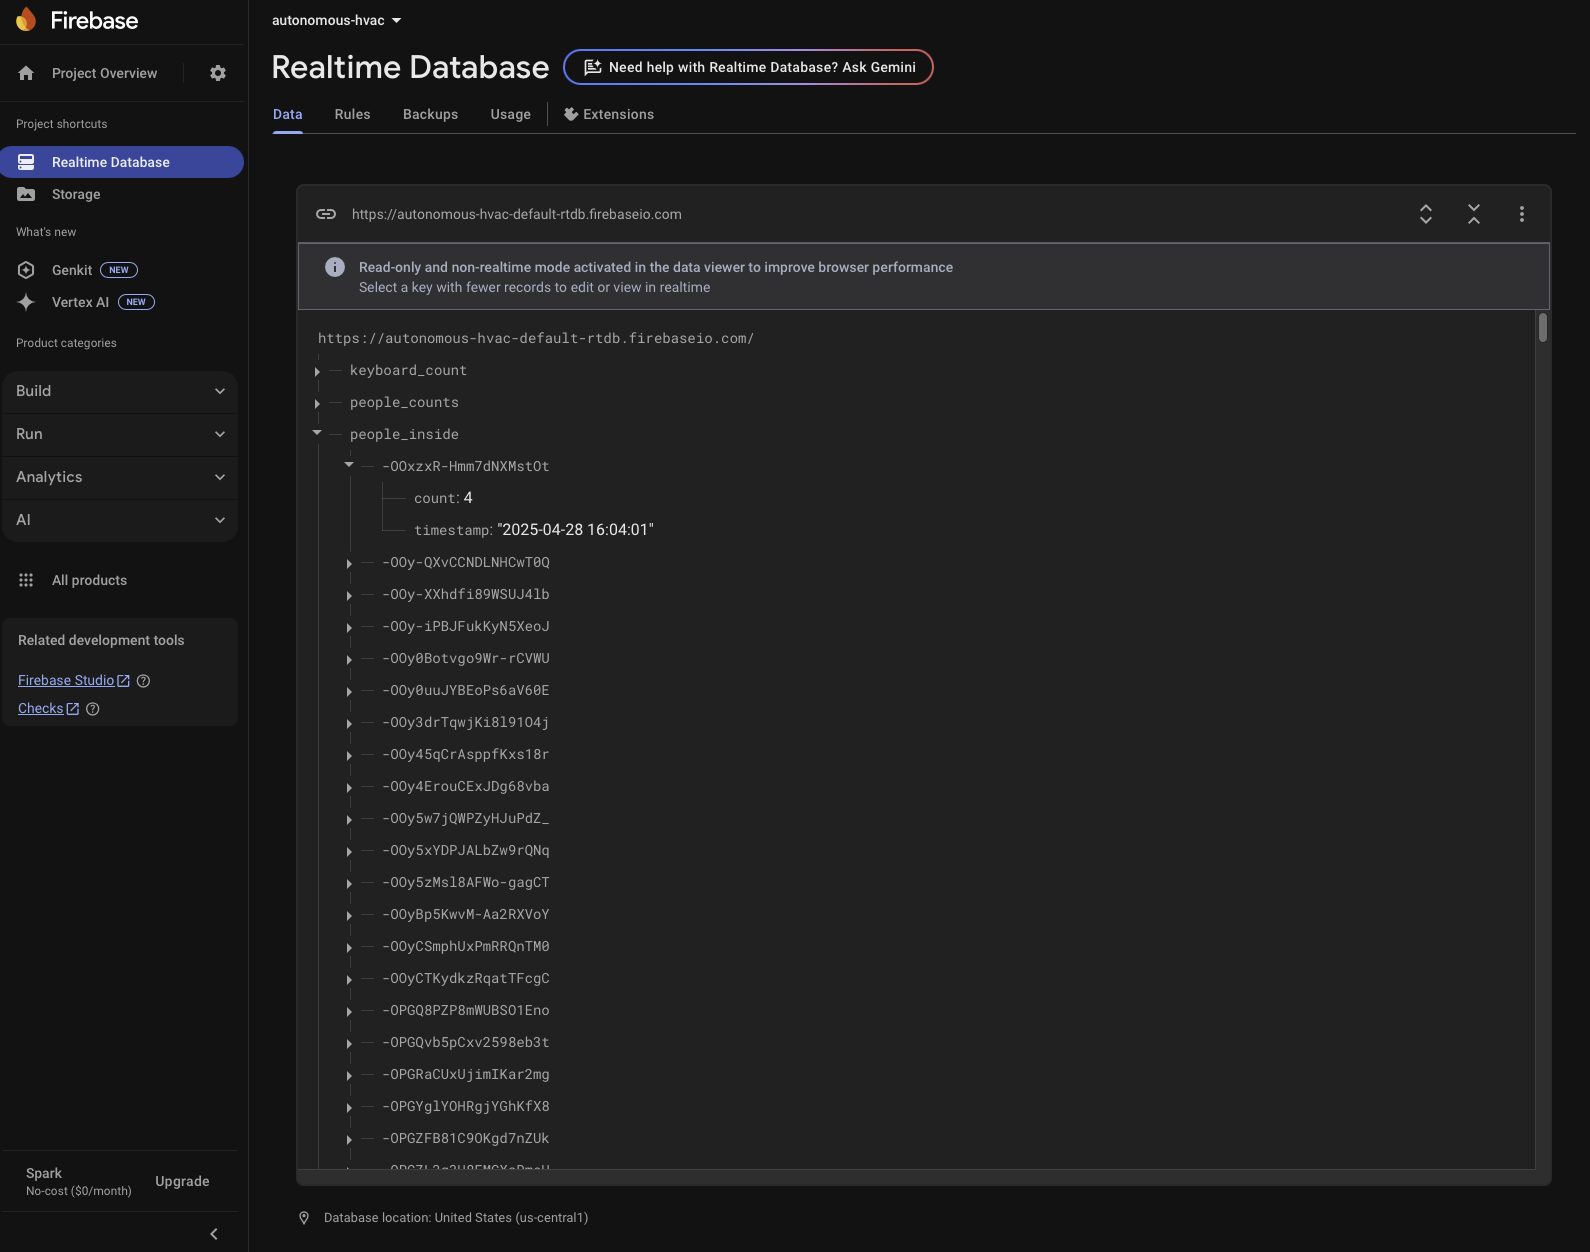 Firebase
Project Overview
Project shortcuts
Realtime Database
Storage
What's new
Genkit NEW
Vertex AI NEW
Product categories
Build
Run
Analytics
AI
All products
Related development tools
Firebase Studio
Checks
Spark
No-cost ($0/month)
Upgrade
autonomous-hvac
Realtime Database
Need help with Realtime Database? Ask Gemini
Data Rules Backups Usage Extensions
https://autonomous-hvac-default-rtdb.firebaseio.com
Read-only and non-realtime mode activated in the data viewer to improve browser performance
Select a key with fewer records to edit or view in realtime
https://autonomous-hvac-default-rtdb.firebaseio.com/
keyboard_count
people_counts
people_inside
-OOxzxR-Hmm7dNXMstOt
count: 4
timestamp: "2025-04-28 16:04:01"
-OOy-QXvCCNDLNHCwT0Q
-OOy-XXhdfi89WSUJ4lb
-OOy-iPBJFukKyN5XeoJ
-OOy0Botvgo9Wr-rCVWU
-OOy0uuJYBEoPs6aV60E
-OOy3drTqwjKi8l91O4j
-OOy45qCrAsppfKxs18r
-OOy4ErouCExJDg68vba
-OOy5w7jQWPZyHJuPdZ_
-OOy5xYDPJALbZw9rQNq
-OOy5zMsl8AFWo-gagCT
-OOyBp5KwvM-Aa2RXVoY
-OOyCSmphUxPmRRQnTM0
-OOyCTKydkzRqatTFcgC
-OPGQ8PZP8mWUBSO1Eno
-OPGQvb5pCxv2598eb3t
-OPGRaCUxUjimIKar2mg
-OPGYglYOHRgjYGhKfX8
-OPGZFB81C9OKgd7nZUk
Database location: United States (us-central1)